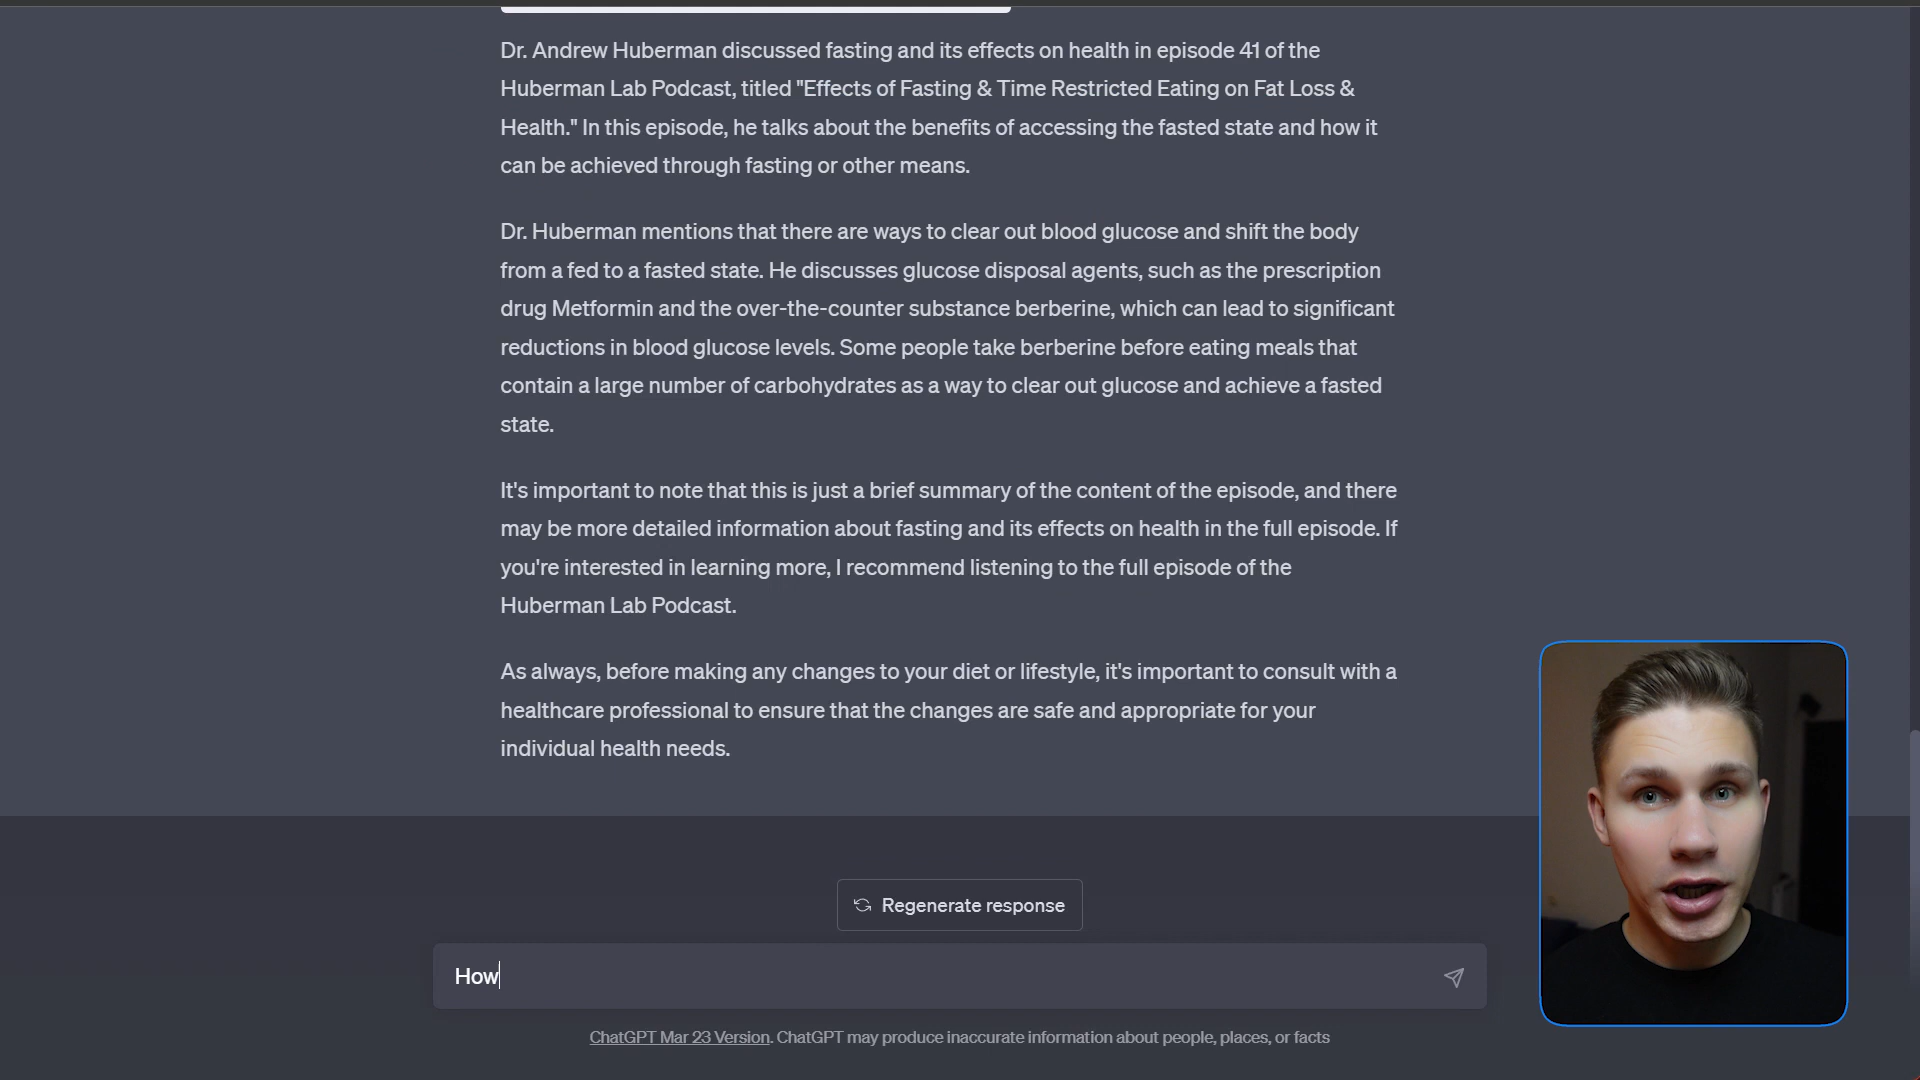 Dr. Andrew Huberman discussed fasting and its effects on health in episode 41 of the
Huberman Lab Podcast, titled "Effects of Fasting & Time Restricted Eating on Fat Loss &
Health." In this episode, he talks about the benefits of accessing the fasted state and how it
can be achieved through fasting or other means.
Dr. Huberman mentions that there are ways to clear out blood glucose and shift the body
from a fed to a fasted state. He discusses glucose disposal agents, such as the prescription
drug Metformin and the over-the-counter substance berberine, which can lead to significant
reductions in blood glucose levels. Some people take berberine before eating meals that
contain a large number of carbohydrates as a way to clear out glucose and achieve a fasted
state.
It's important to note that this is just a brief summary of the content of the episode, and there
may be more detailed information about fasting and its effects on health in the full episode. If
you're interested in learning more, I recommend listening to the full episode of the
Huberman Lab Podcast.
As always, before making any changes to your diet or lifestyle, it's important to consult with a
healthcare professional to ensure that the changes are safe and appropriate for your
individual health needs.
Regenerate response
How
ChatGPT Mar 23 Version. ChatGPT may produce inaccurate information about people, places, or facts